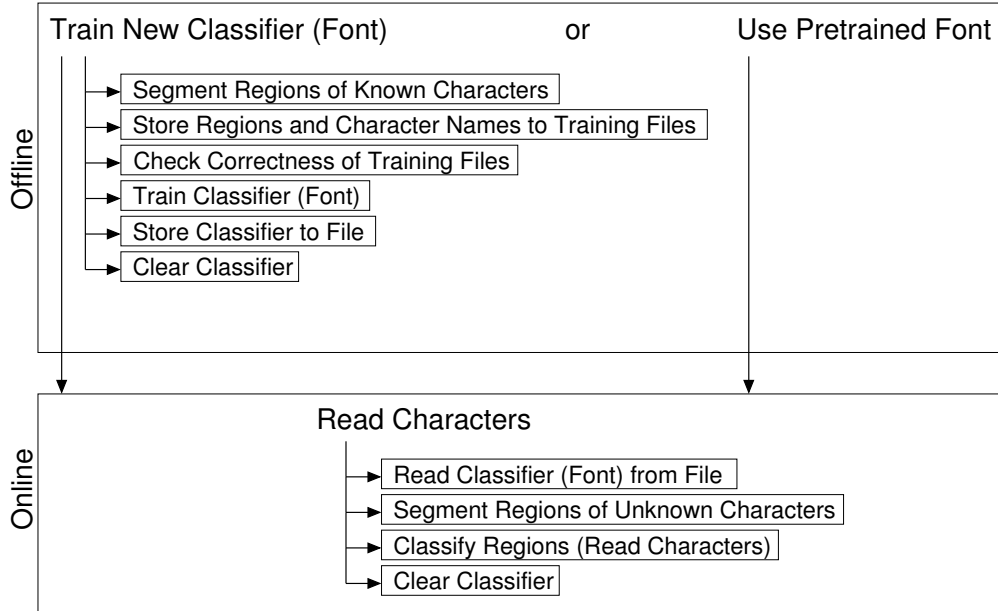 Train New Classifier (Font) or Use Pretrained Font
Segment Regions of Known Characters
Store Regions and Character Names to Training Files
Check Correctness of Training Files
Train Classifier (Font)
Store Classifier to File
Clear Classifier
Offline
Read Characters
Read Classifier (Font) from File
Segment Regions of Unknown Characters
Classify Regions (Read Characters)
Clear Classifier
Online